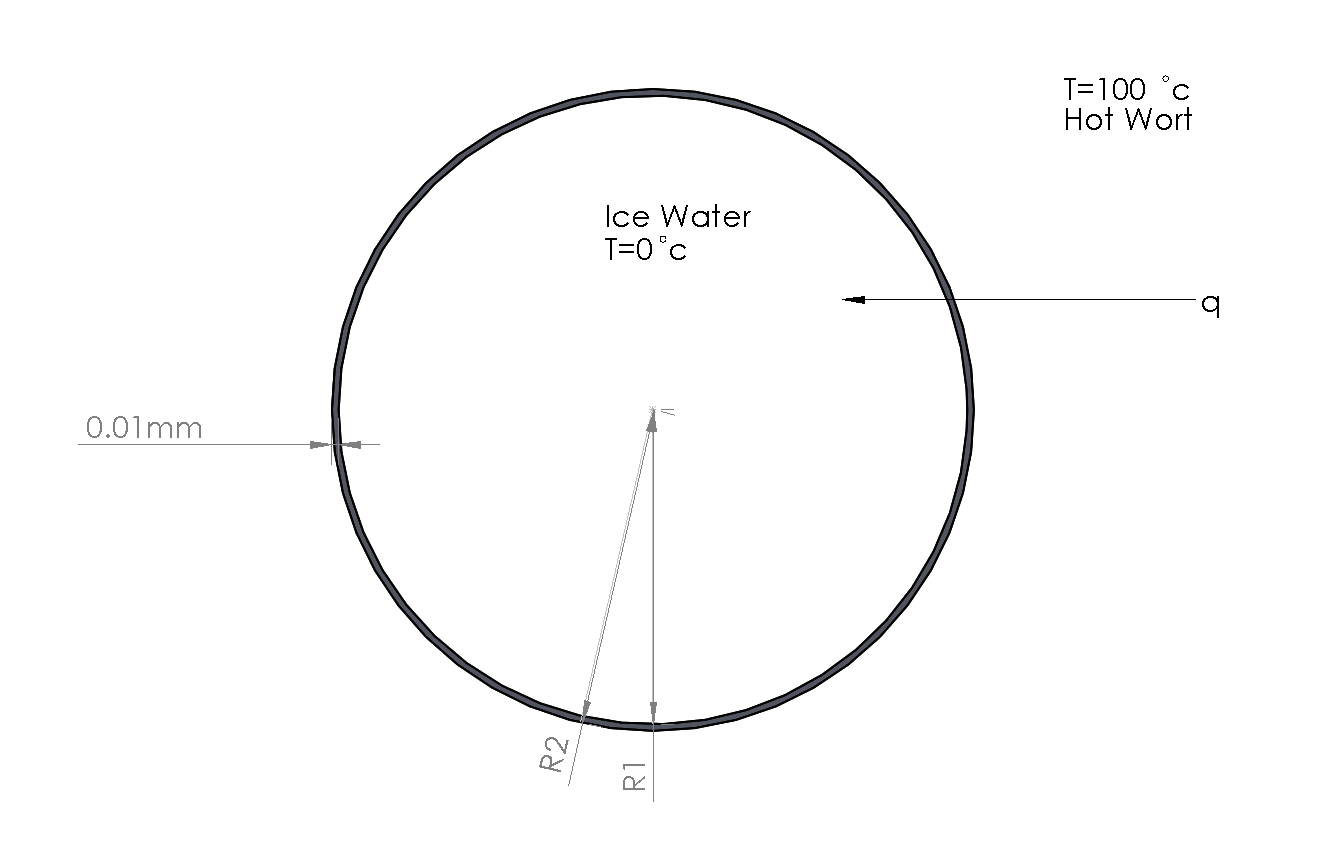 T=100 °c
Hot Wort
Ice Water
T=0°c
q
0.01mm
R2
R1